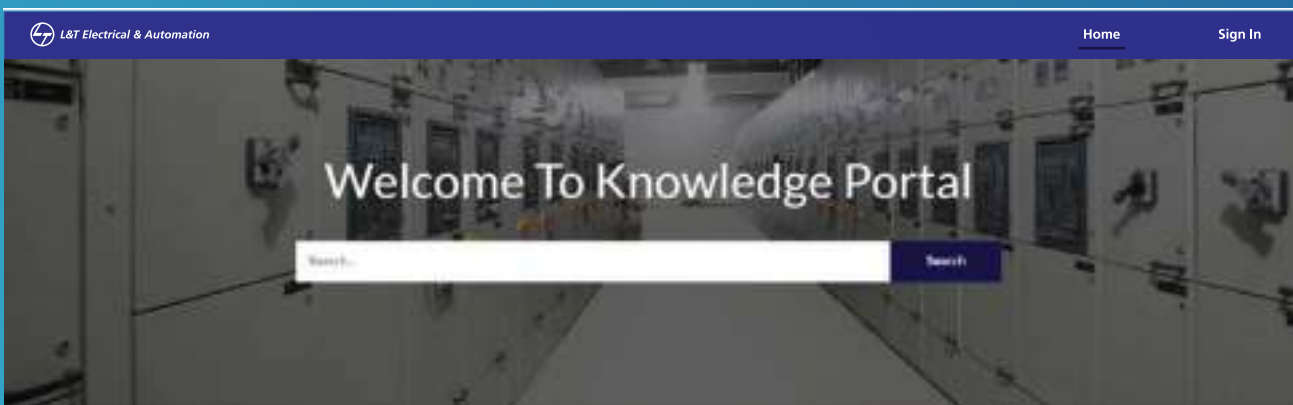 L&T Electrical & Automation
Home
Sign In
Welcome To Knowledge Portal
Search...
Search